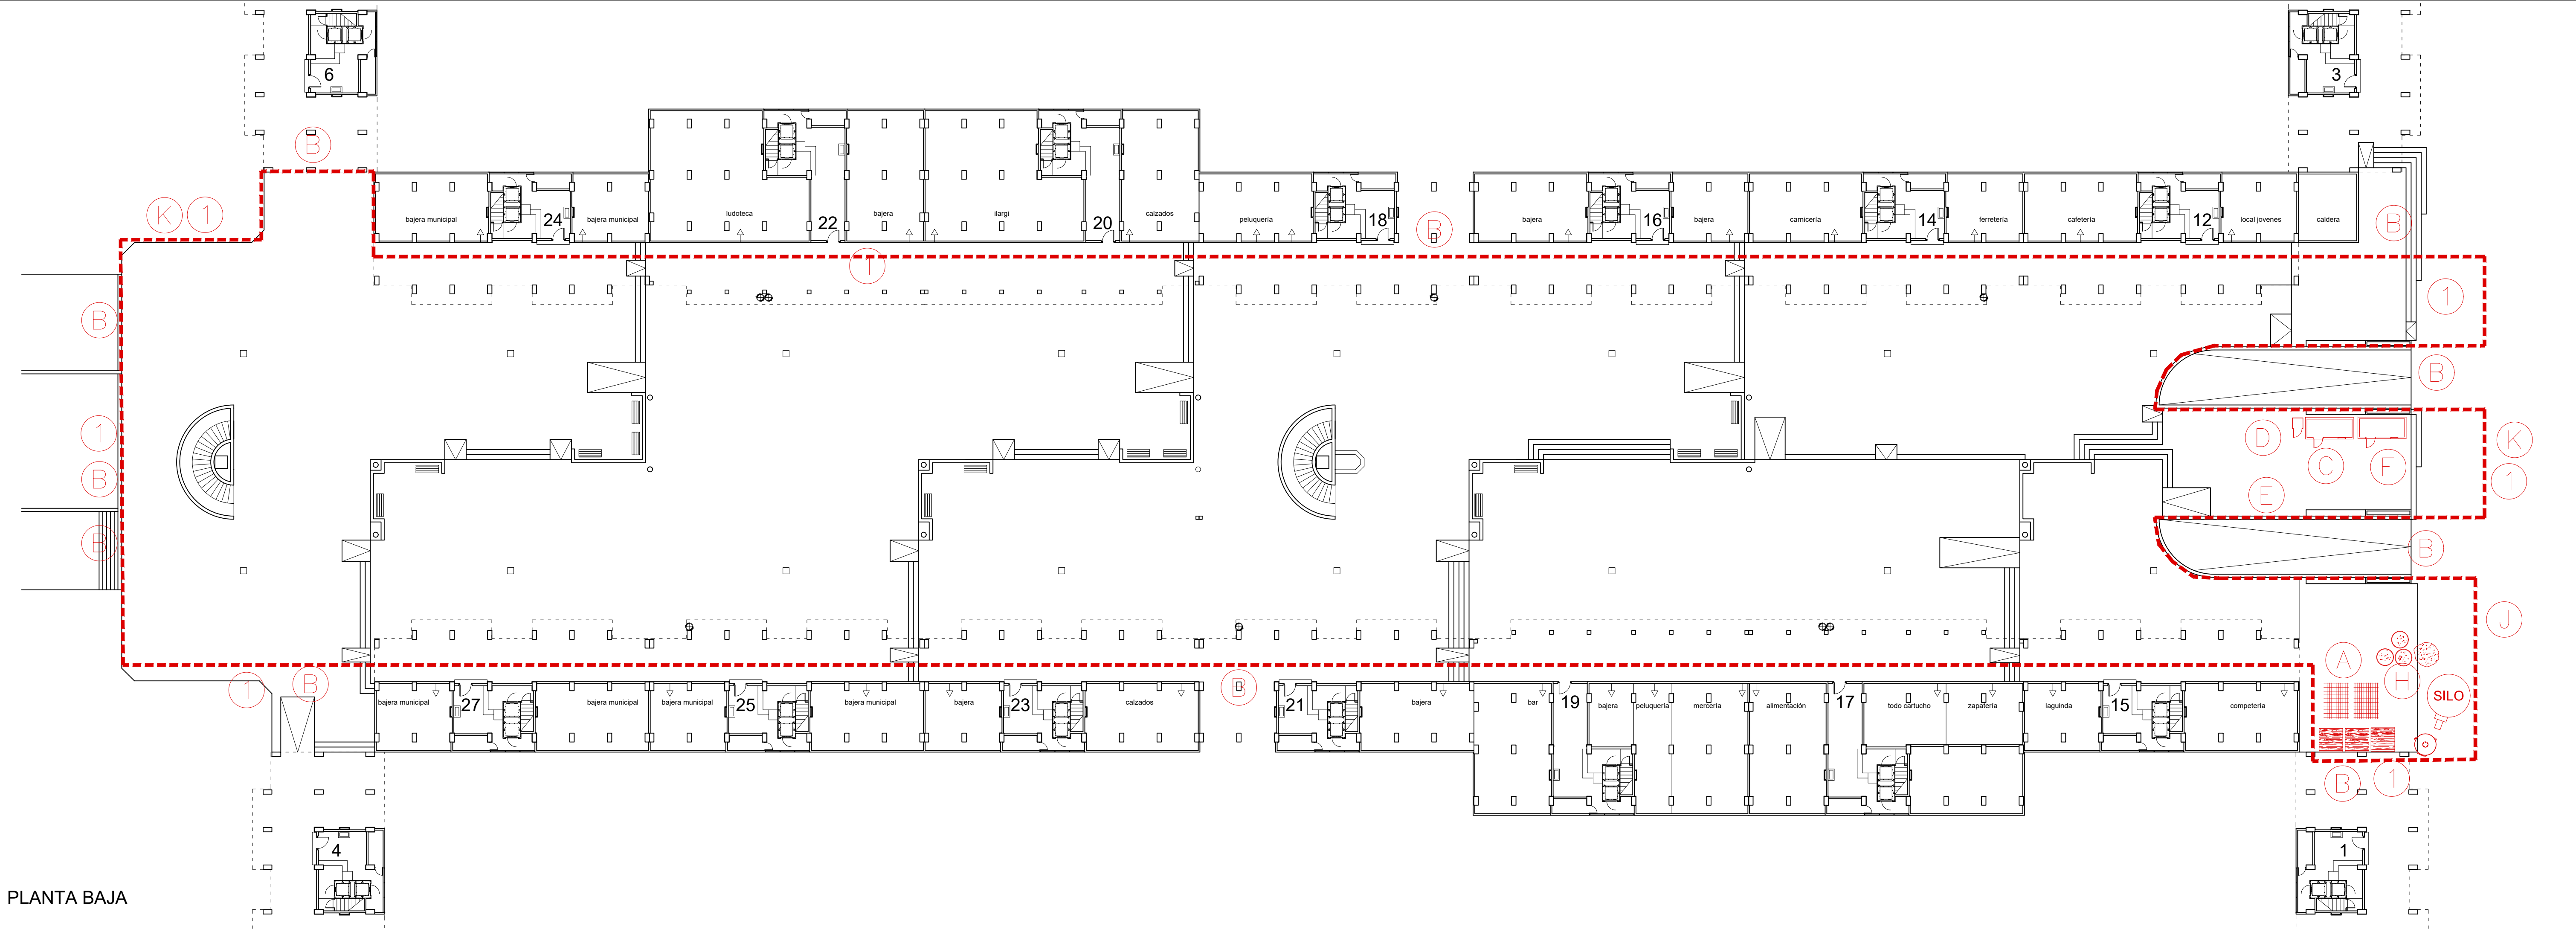 6
3
B
K 1
bajera municipal
24
bajera municipal
ludoteca
22
bajera
ilargi
20
calzados
peluquería
18
B
bajera
16
bajera
carnicería
14
ferretería
cafetería
12
local jovenes
caldera
B
1
1
B
B
1
B
D
C
F
E
K
1
B
B
B
J
A
H
SILO
1
B
bajera municipal
27
bajera municipal
bajera municipal
25
bajera municipal
bajera
23
calzados
B
21
bajera
bar
19
bajera
peluquería
mercería
alimentación
17
todo cartucho
zapatería
laguinda
15
competería
B
1
4
1
PLANTA BAJA